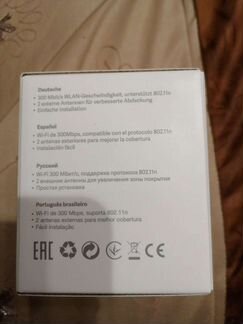 Deutsche
• 300 Mbit/s WLAN-Geschwindigkeit, unterstützt 802.11n
• 2 externe Antennen für verbesserte Abdeckung
• Einfache Installation
Español
• Wi-Fi de 300Mbps, compatible con el protocolo 802.11n
• 2 antenas exteriores para mejorar la cobertura
• Instalación fácil
Русский
• Wi-Fi 300 Мбит/с, поддержка протокола 802.11n
• 2 внешние антенны для увеличения зоны покрытия
• Простая установка
Português brasileiro
• Wi-Fi de 300 Mbps, suporta 802.11n
• 2 antenas externas para melhor cobertura
• Fácil instalação
EAC CE